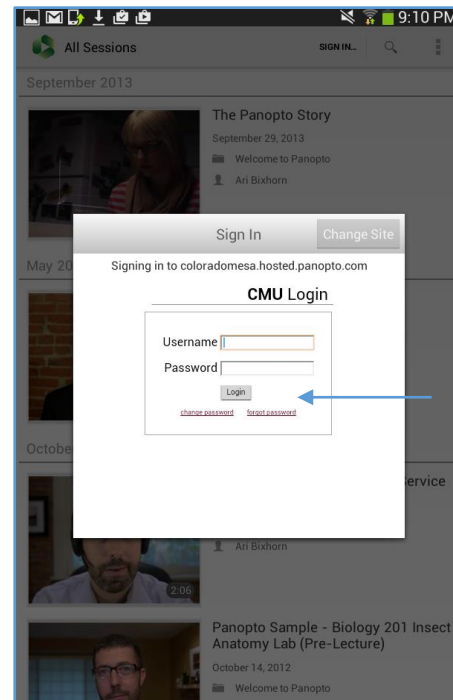 9:10 PM
All Sessions SIGN IN...
September 2013
The Panopto Story
September 29, 2013
Welcome to Panopto
Ari Bixhorn
Sign In Change Site
May 20
Signing in to coloradomesa.hosted.panopto.com
CMU Login
Username
Password
Login
change password forgot password
Octobe
ervice
Ari Bixhorn
2:06
Panopto Sample - Biology 201 Insect
Anatomy Lab (Pre-Lecture)
October 14, 2012
Welcome to Panopto